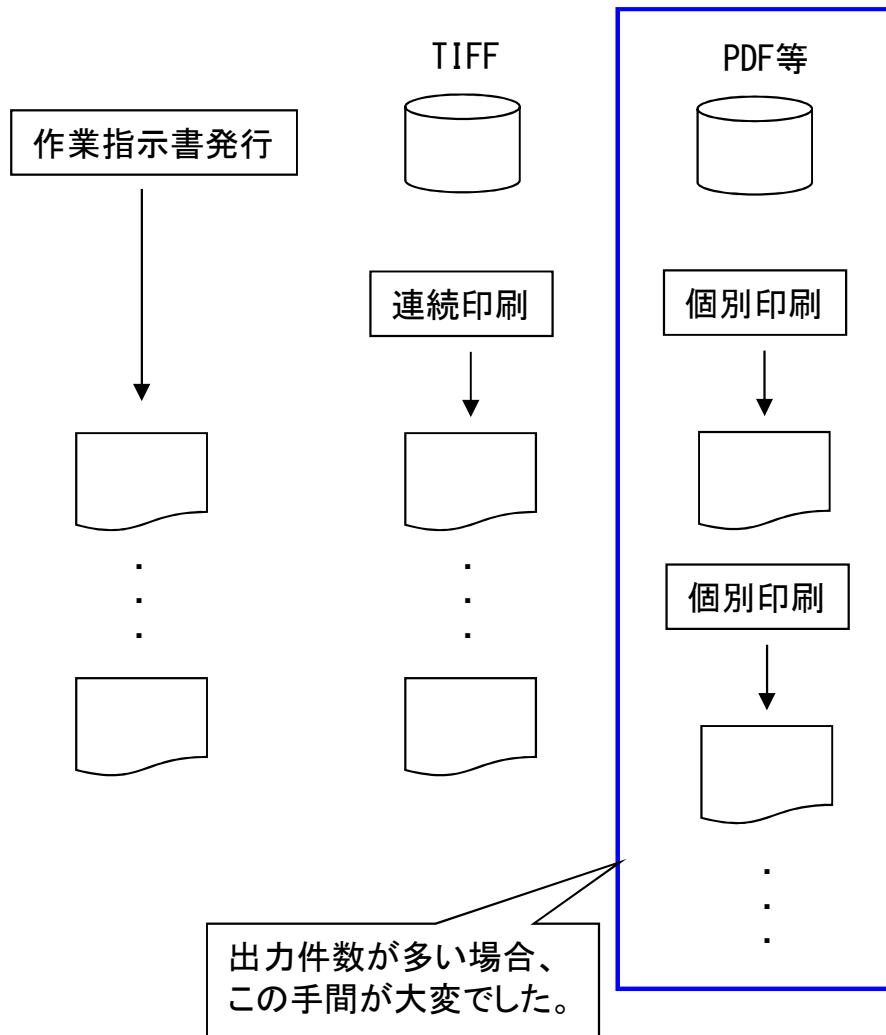 TIFF
PDF等
作業指示書発行
連続印刷
個別印刷
個別印刷
出力件数が多い場合、
この手間が大変でした。